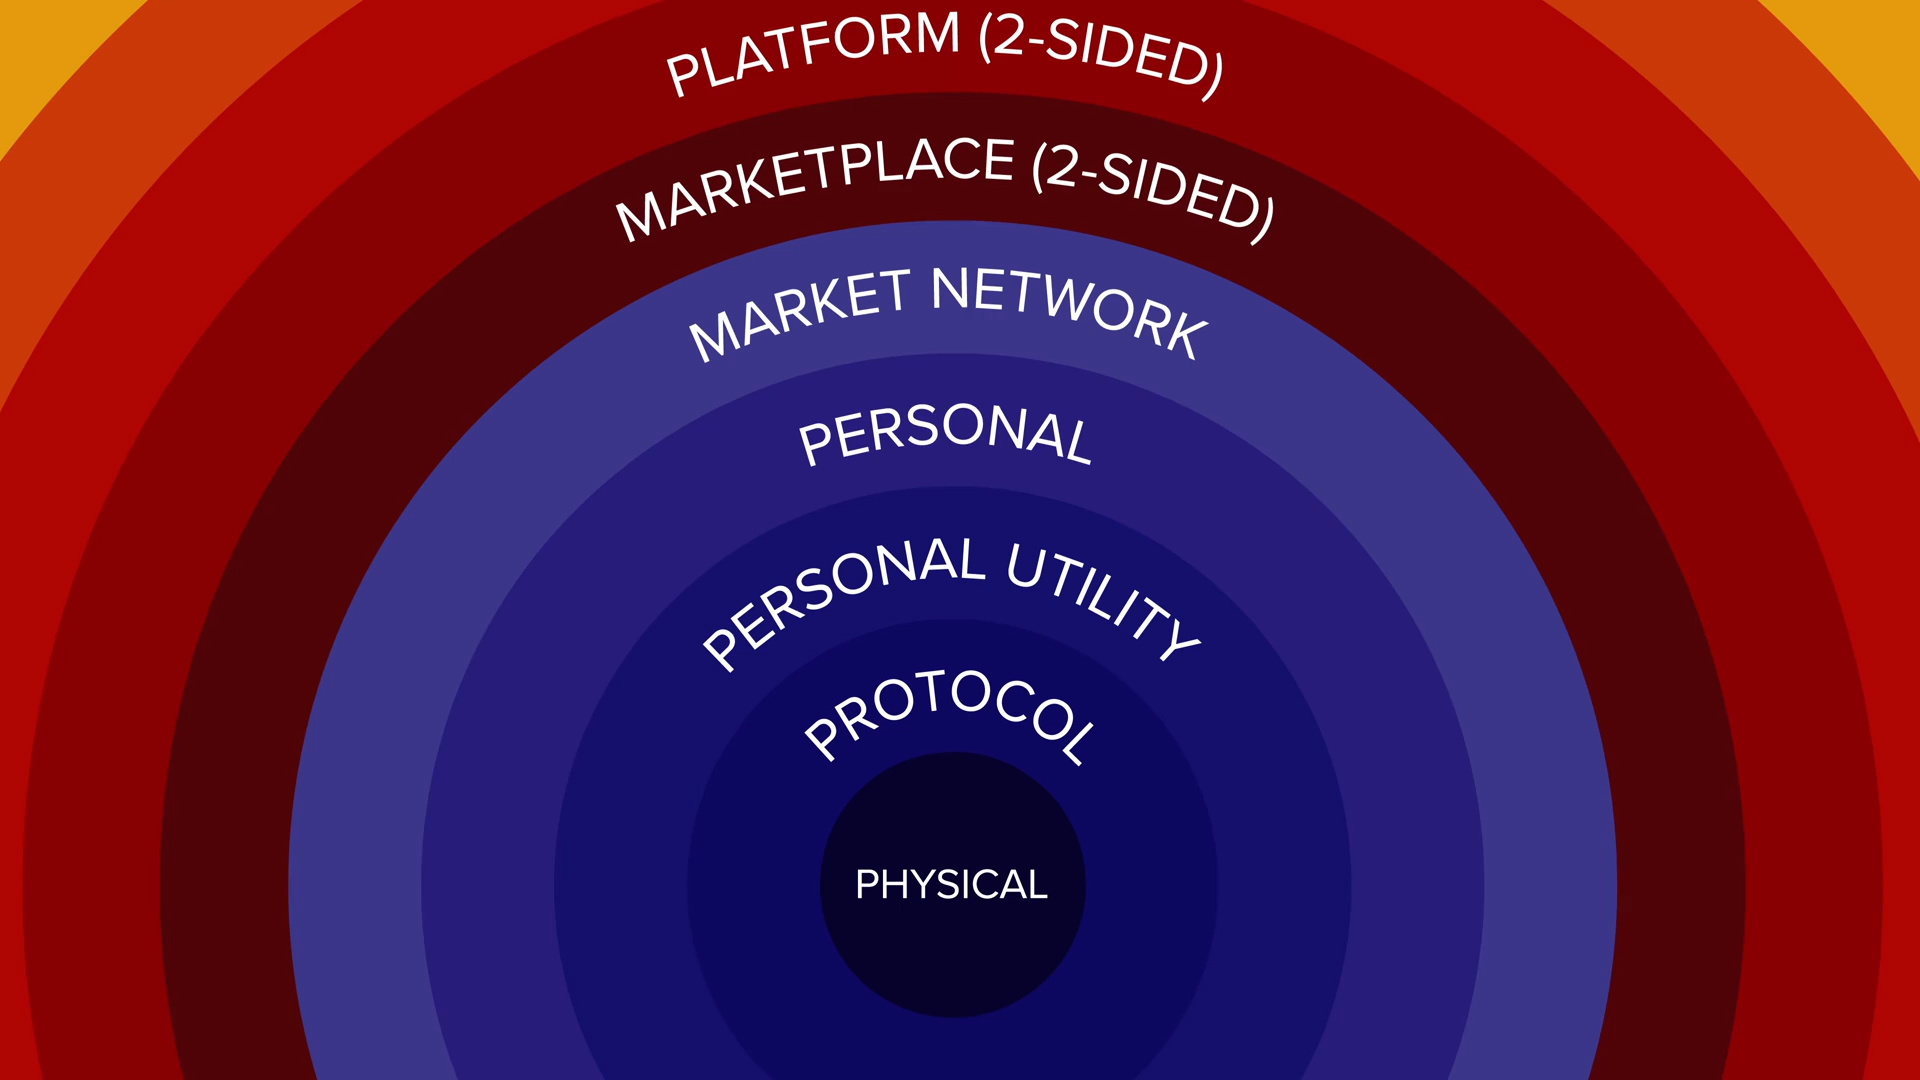 PLATFORM (2-SIDED)
MARKETPLACE (2-SIDED)
MARKET NETWORK
PERSONAL
PERSONAL UTILITY
PROTOCOL
PHYSICAL